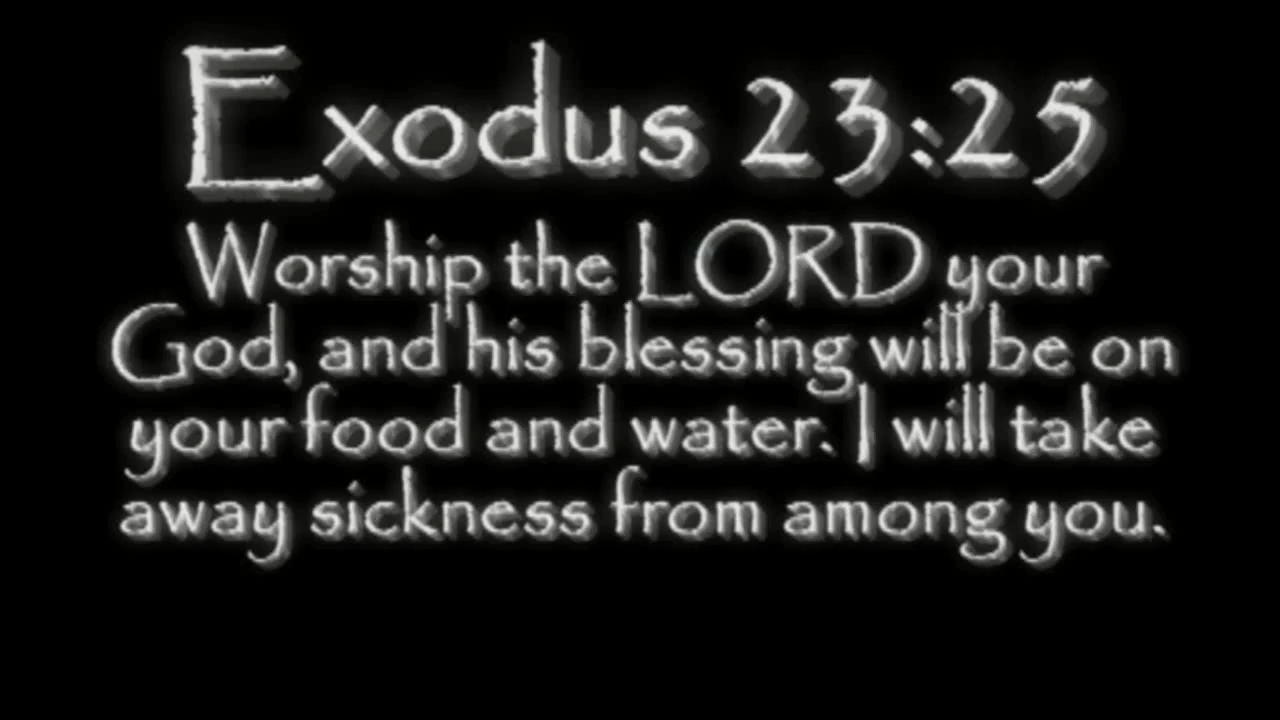 Exodus 23:25
Worship the LORD your
God, and his blessing will be on
your food and water. I will take
away sickness from among you.